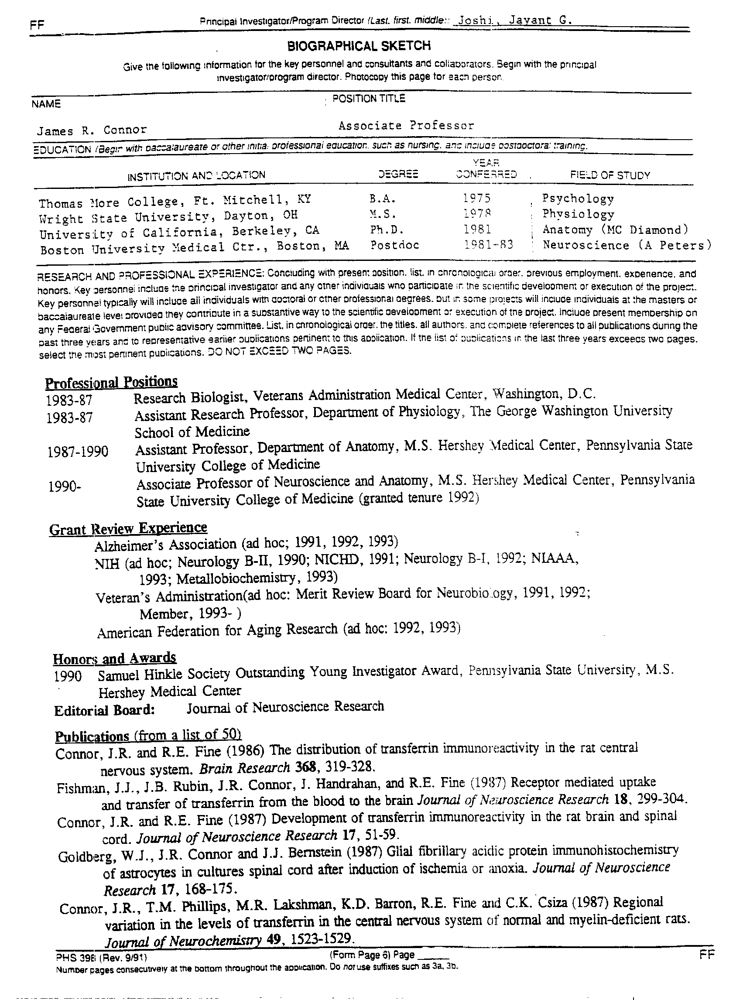 FF Principal Investigator/Program Director (Last, first, middle): Joshi, Jayant G.
BIOGRAPHICAL SKETCH
Give the following information for the key personnel and consultants and collaborators. Begin with the principal
investigator/program director. Photocopy this page for each person.
NAME POSITION TITLE
James R. Connor Associate Professor
EDUCATION (Begin with baccalaureate or other initial professional education, such as nursing, and include postdoctoral training.
INSTITUTION AND LOCATION DEGREE YEAR CONFERRED FIELD OF STUDY
Thomas More College, Ft. Mitchell, KY B.A. 1975 Psychology
Wright State University, Dayton, OH M.S. 1978 Physiology
University of California, Berkeley, CA Ph.D. 1981 Anatomy (MC Diamond)
Boston University Medical Ctr., Boston, MA Postdoc 1981-83 Neuroscience (A Peters)
RESEARCH AND PROFESSIONAL EXPERIENCE: Concluding with present position, list, in chronological order, previous employment, experience, and
honors. Key personnel include the principal investigator and any other individuals who participate in the scientific development or execution of the project.
Key personnel typically will include all individuals with doctoral or other professional degrees, but in some projects will include individuals at the masters or
baccalaureate level provided they contribute in a substantive way to the scientific development or execution of the project. Include present membership on
any Federal Government public advisory committee. List, in chronological order, the titles, all authors, and complete references to all publications during the
past three years and to representative earlier publications pertinent to this application. If the list of publications in the last three years exceeds two pages,
select the most pertinent publications. DO NOT EXCEED TWO PAGES.
Professional Positions
1983-87 Research Biologist, Veterans Administration Medical Center, Washington, D.C.
1983-87 Assistant Research Professor, Department of Physiology, The George Washington University
School of Medicine
1987-1990 Assistant Professor, Department of Anatomy, M.S. Hershey Medical Center, Pennsylvania State
University College of Medicine
1990- Associate Professor of Neuroscience and Anatomy, M.S. Hershey Medical Center, Pennsylvania
State University College of Medicine (granted tenure 1992)
Grant Review Experience
Alzheimer's Association (ad hoc; 1991, 1992, 1993)
NIH (ad hoc; Neurology B-II, 1990; NICHD, 1991; Neurology B-I, 1992; NIAAA,
1993; Metallobiochemistry, 1993)
Veteran's Administration(ad hoc: Merit Review Board for Neurobiology, 1991, 1992;
Member, 1993- )
American Federation for Aging Research (ad hoc: 1992, 1993)
Honors and Awards
1990 Samuel Hinkle Society Outstanding Young Investigator Award, Pennsylvania State University, M.S.
Hershey Medical Center
Editorial Board: Journal of Neuroscience Research
Publications (from a list of 50)
Connor, J.R. and R.E. Fine (1986) The distribution of transferrin immunoreactivity in the rat central
nervous system. Brain Research 368, 319-328.
Fishman, J.J., J.B. Rubin, J.R. Connor, J. Handrahan, and R.E. Fine (1987) Receptor mediated uptake
and transfer of transferrin from the blood to the brain Journal of Neuroscience Research 18, 299-304.
Connor, J.R. and R.E. Fine (1987) Development of transferrin immunoreactivity in the rat brain and spinal
cord. Journal of Neuroscience Research 17, 51-59.
Goldberg, W.J., J.R. Connor and J.J. Bernstein (1987) Glial fibrillary acidic protein immunohistochemistry
of astrocytes in cultures spinal cord after induction of ischemia or anoxia. Journal of Neuroscience
Research 17, 168-175.
Connor, J.R., T.M. Phillips, M.R. Lakshman, K.D. Barron, R.E. Fine and C.K. Csiza (1987) Regional
variation in the levels of transferrin in the central nervous system of normal and myelin-deficient rats.
Journal of Neurochemistry 49, 1523-1529.
PHS 398 (Rev. 9/91) (Form Page 6) Page FF
Number pages consecutively at the bottom throughout the application. Do not use suffixes such as 3a, 3b.